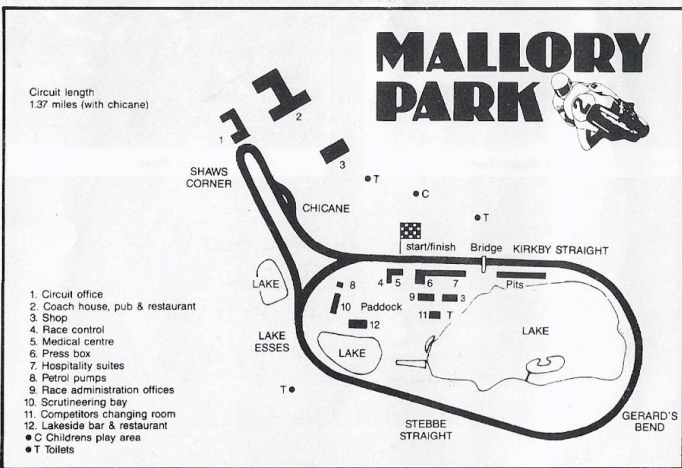 MALLORY
PARK
2
Circuit length
1.37 miles (with chicane)
1
2
3
SHAWS
CORNER
T
C
T
CHICANE
start/finish
Bridge
KIRKBY STRAIGHT
LAKE
8
4
5
6
7
Pits
10
Paddock
9
3
11
T
12
LAKE
LAKE
LAKE
ESSES
T
STEBBE
STRAIGHT
GERARD'S
BEND
1. Circuit office
2. Coach house, pub & restaurant
3. Shop
4. Race control
5. Medical centre
6. Press box
7. Hospitality suites
8. Petrol pumps
9. Race administration offices
10. Scrutineering bay
11. Competitors changing room
12. Lakeside bar & restaurant
● C Childrens play area
● T Toilets